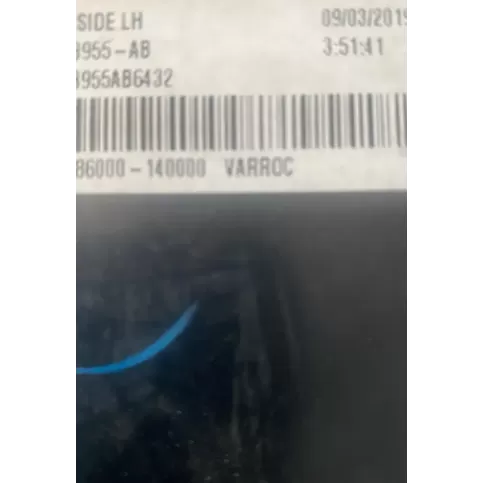 SIDE LH 09/03/2019
3955-AB 3:51:41
3955AB6432
86000-140000 VARROC